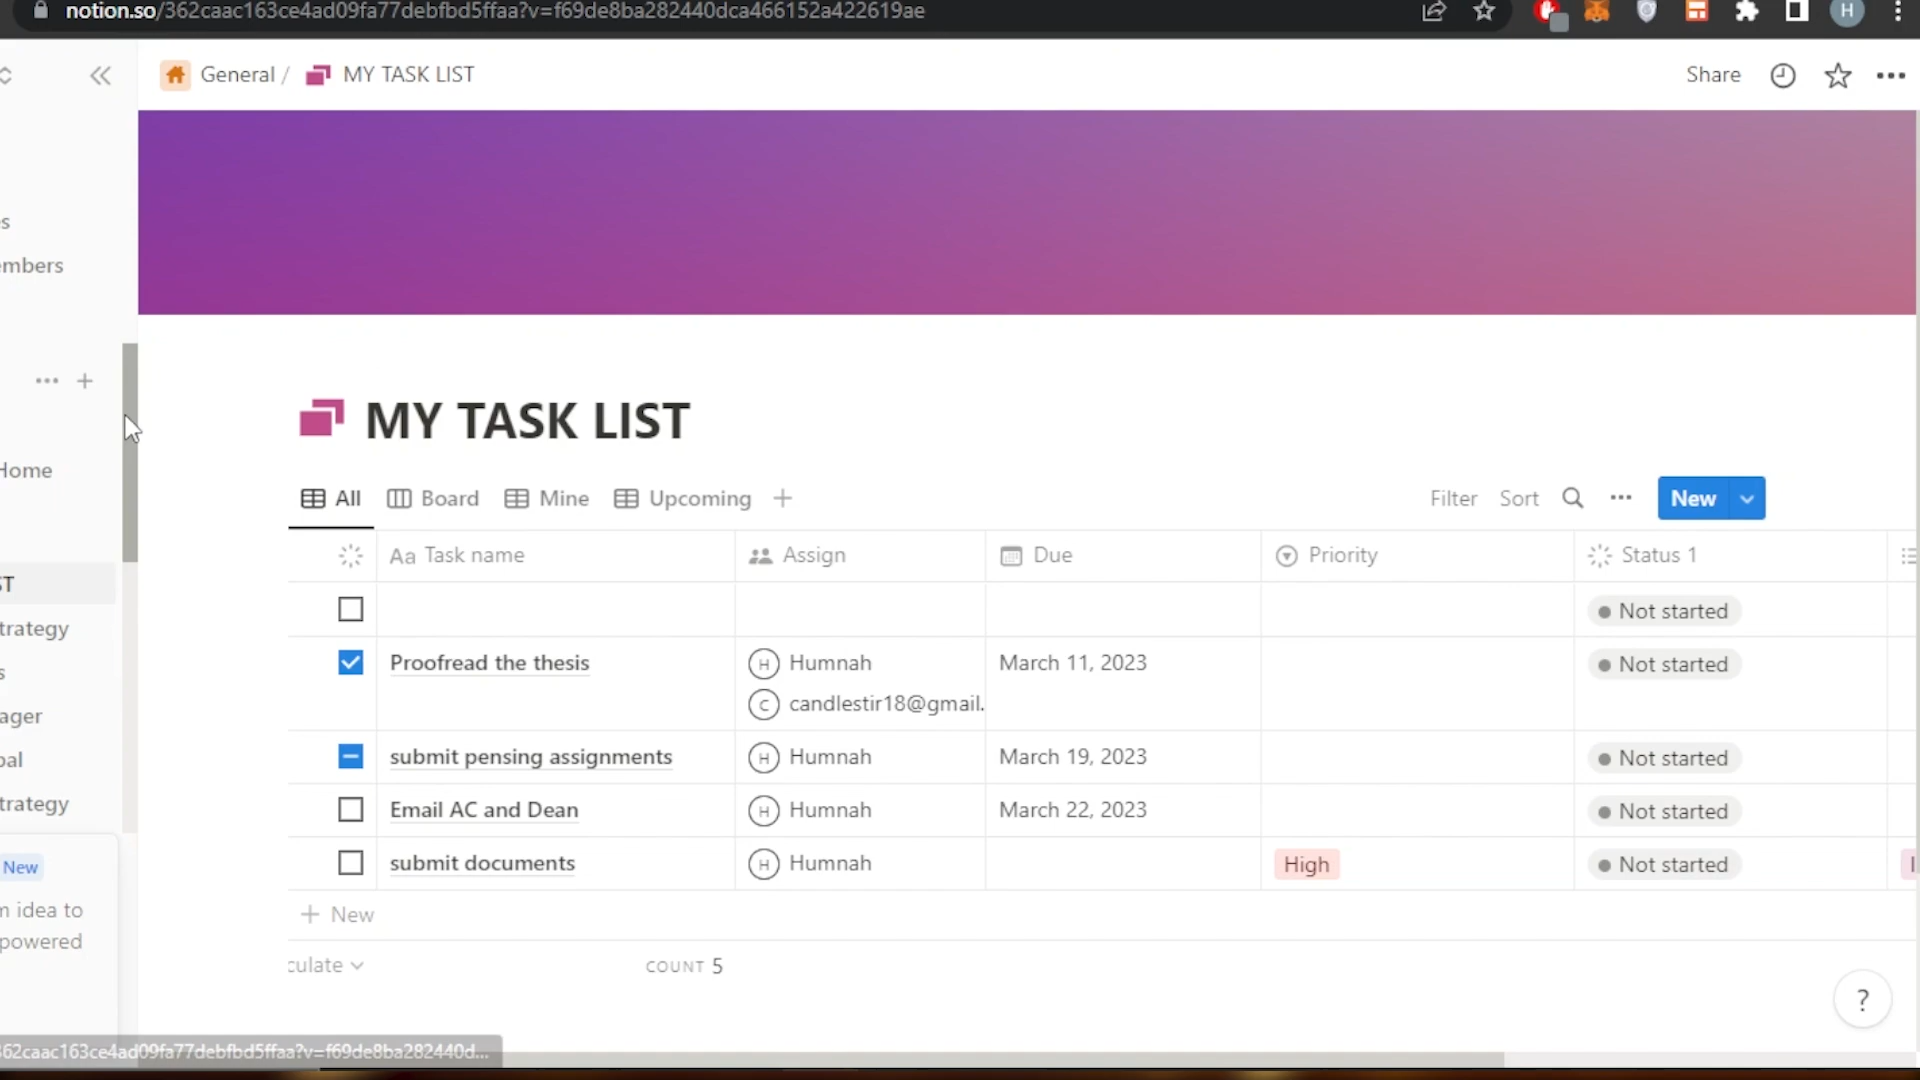 notion.so/362caac163ce4ad09fa77debfbd5ffaa?v=f69de8ba282440dca466152a422619ae
H
General / MY TASK LIST
Share
s
embers
Home
ST
trategy
s
ager
oal
trategy
New
m idea to
powered
MY TASK LIST
All Board Mine Upcoming
Filter Sort New
Aa Task name Assign Due Priority Status 1
Not started
Proofread the thesis H Humnah March 11, 2023 Not started
C candlestir18@gmail.
submit pensing assignments H Humnah March 19, 2023 Not started
Email AC and Dean H Humnah March 22, 2023 Not started
submit documents H Humnah High Not started
+ New
culate COUNT 5
?
362caac163ce4ad09fa77debfbd5ffaa?v=f69de8ba282440d...